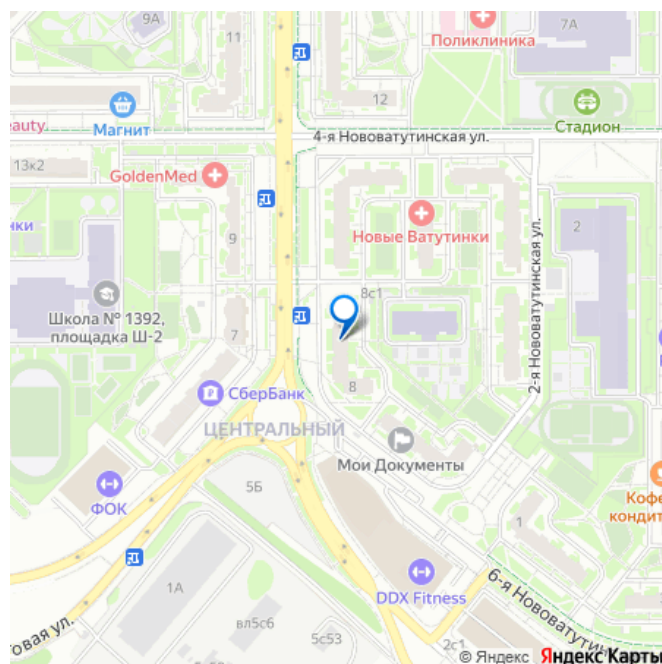 9А
11
Поликлиника
7А
12
Магнит
Стадион
eauty
4-я Нововатутинская ул.
13к2
GoldenMed
нки
9
Новые Ватутинки
2
2-я Нововатутинская ул.
8с1
Школа № 1392,
площадка Ш-2
7
8
СберБанк
ЦЕНТРАЛЬНЫЙ
Мои Документы
Кофе
кондит
ФОК
5Б
1
DDX Fitness
6-я Нововатутинская
1А
вл5с6
5с53
2с1
товая ул.
© Яндекс Яндекс Карты